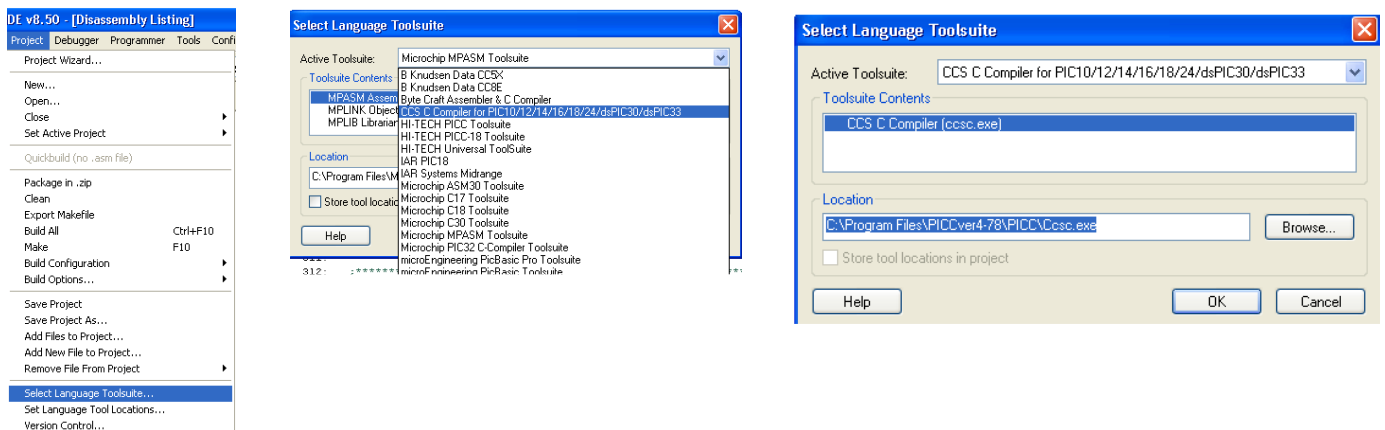 DE v8.50 - [Disassembly Listing]
Project Debugger Programmer Tools Confi
Project Wizard...
New...
Open...
Close
Set Active Project
Quickbuild (no .asm file)
Package in .zip
Clean
Export Makefile
Build All Ctrl+F10
Make F10
Build Configuration
Build Options...
Save Project
Save Project As...
Add Files to Project...
Add New File to Project...
Remove File From Project
Select Language Toolsuite...
Set Language Tool Locations...
Version Control...
Select Language Toolsuite
Active Toolsuite: Microchip MPASM Toolsuite
Toolsuite Contents
MPASM Assem
MPLINK Object
MPLIB Librarian
B Knudsen Data CC5X
B Knudsen Data CC8E
Byte Craft Assembler & C Compiler
CCS C Compiler for PIC10/12/14/16/18/24/dsPIC30/dsPIC33
HI-TECH PICC Toolsuite
HI-TECH PICC-18 Toolsuite
HI-TECH Universal ToolSuite
IAR PIC18
IAR Systems Midrange
Microchip ASM30 Toolsuite
Microchip C17 Toolsuite
Microchip C18 Toolsuite
Microchip C30 Toolsuite
Microchip MPASM Toolsuite
Microchip PIC32 C-Compiler Toolsuite
microEngineering PicBasic Pro Toolsuite
microEngineering PicBasic Toolsuite
Location
C:\Program Files\M
Store tool locatio
Help
312: ;*******
Select Language Toolsuite
Active Toolsuite: CCS C Compiler for PIC10/12/14/16/18/24/dsPIC30/dsPIC33
Toolsuite Contents
CCS C Compiler (ccsc.exe)
Location
C:\Program Files\PICCver4-78\PICC\Ccsc.exe
Browse...
Store tool locations in project
Help OK Cancel